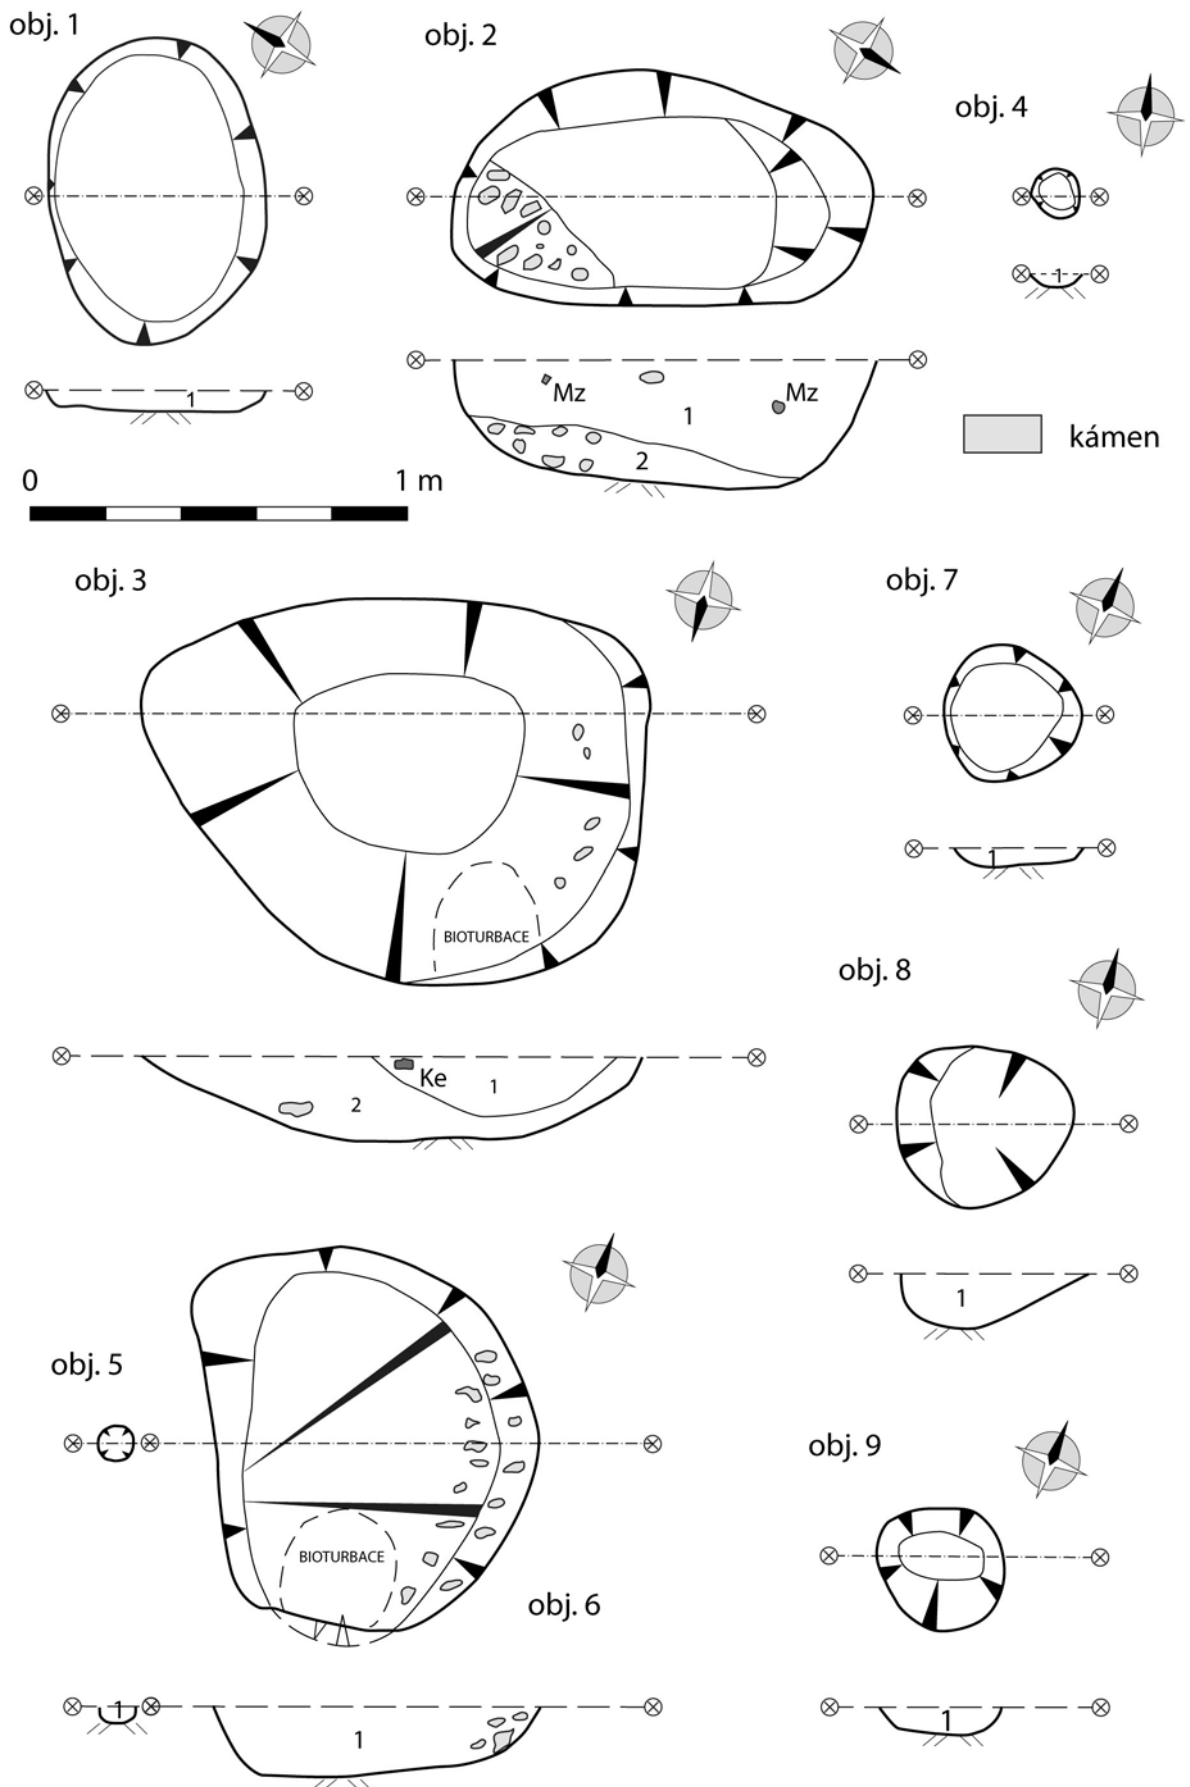 obj. 1
obj. 2
obj. 4
1
1
Mz
Mz
1
2
kámen
0
1 m
obj. 3
obj. 7
BIOTURBACE
1
obj. 8
Ke
1
2
1
obj. 5
BIOTURBACE
obj. 6
obj. 9
1
1
1